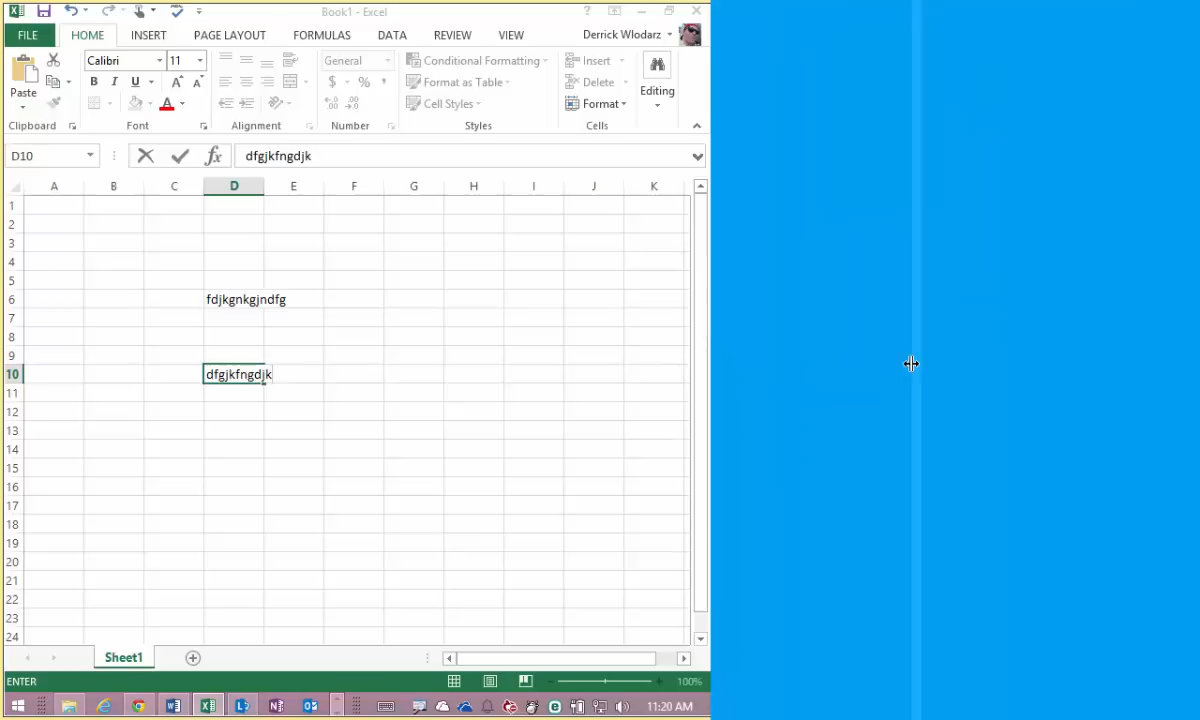 Book1 - Excel
?
FILE HOME INSERT PAGE LAYOUT FORMULAS DATA REVIEW VIEW Derrick Wlodarz
Calibri 11 General Conditional Formatting Insert
B I U A A $ % , Format as Table Delete
Paste A Cell Styles Format Editing
Clipboard Font Alignment Number Styles Cells
D10 fx dfgjkfngdjk
A B C D E F G H I J K
1
2
3
4
5
6 fdjkgnkgjndfg
7
8
9
10 dfgjkfngdjk
11
12
13
14
15
16
17
18
19
20
21
22
23
24
Sheet1
ENTER 100%
11:20 AM